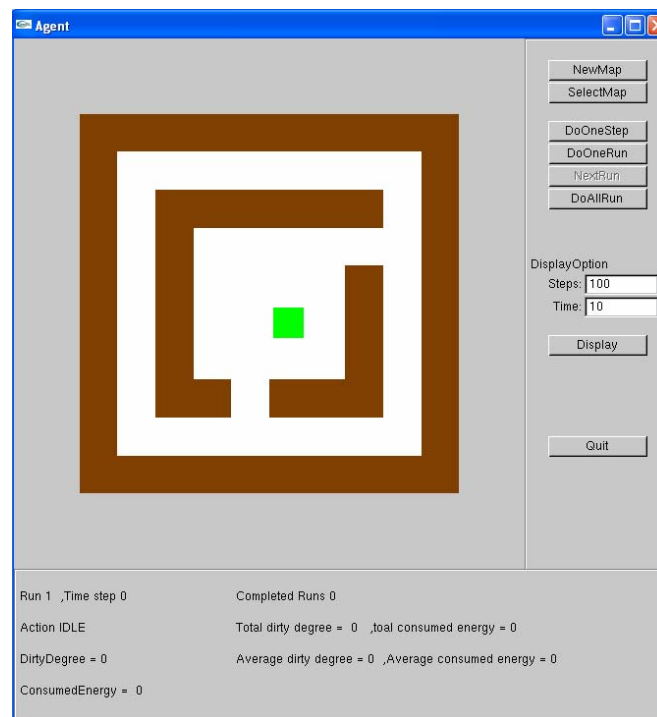 Agent
NewMap
SelectMap
DoOneStep
DoOneRun
NextRun
DoAllRun
DisplayOption
Steps: 100
Time: 10
Display
Quit
Run 1 ,Time step 0
Completed Runs 0
Action IDLE
Total dirty degree = 0 ,toal consumed energy = 0
DirtyDegree = 0
Average dirty degree = 0 ,Average consumed energy = 0
ConsumedEnergy = 0